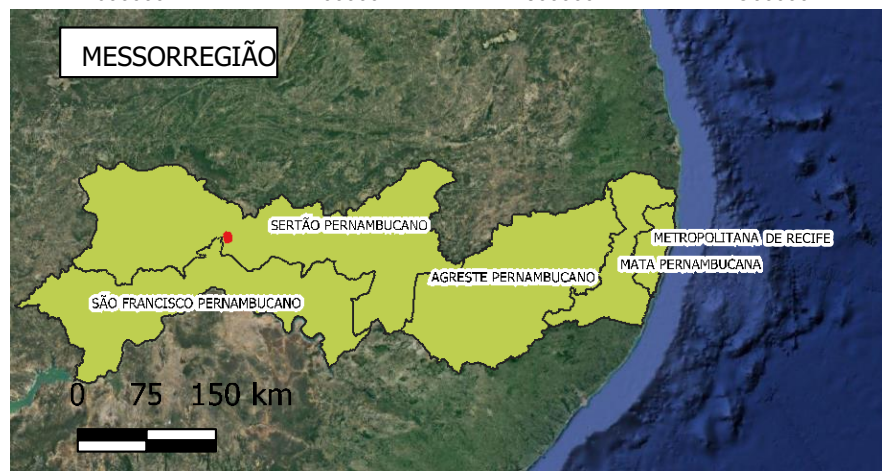 MESSORREGIÃO
SERTÃO PERNAMBUCANO
METROPOLITANA DE RECIFE
MATA PERNAMBUCANA
AGRESTE PERNAMBUCANO
SÃO FRANCISCO PERNAMBUCANO
0 75 150 km